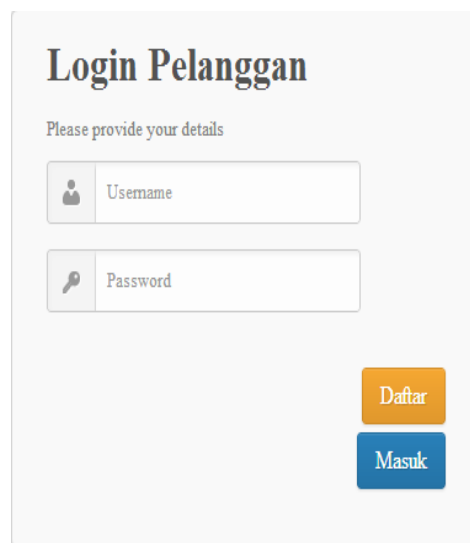 Login Pelanggan
Please provide your details
Username
Password
Daftar
Masuk